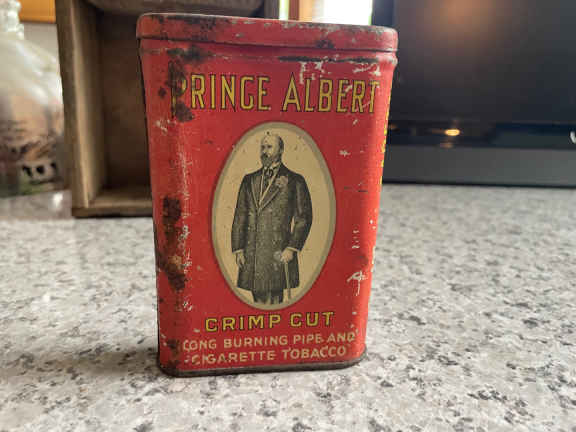 PRINCE ALBERT
CRIMP CUT
LONG BURNING PIPE AND
CIGARETTE TOBACCO